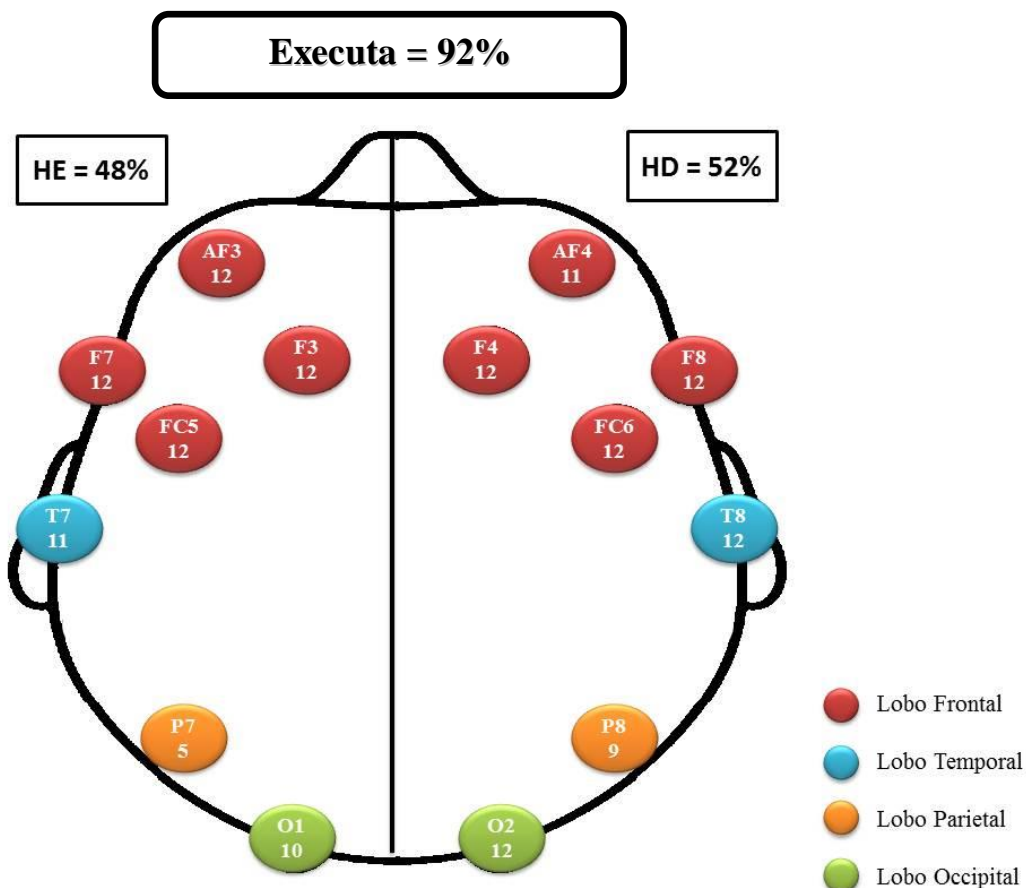 Executa = 92%
HE = 48%
HD = 52%
AF3
12
AF4
11
F7
12
F3
12
F4
12
F8
12
FC5
12
FC6
12
T7
11
T8
12
P7
5
P8
9
O1
10
O2
12
Lobo Frontal
Lobo Temporal
Lobo Parietal
Lobo Occipital